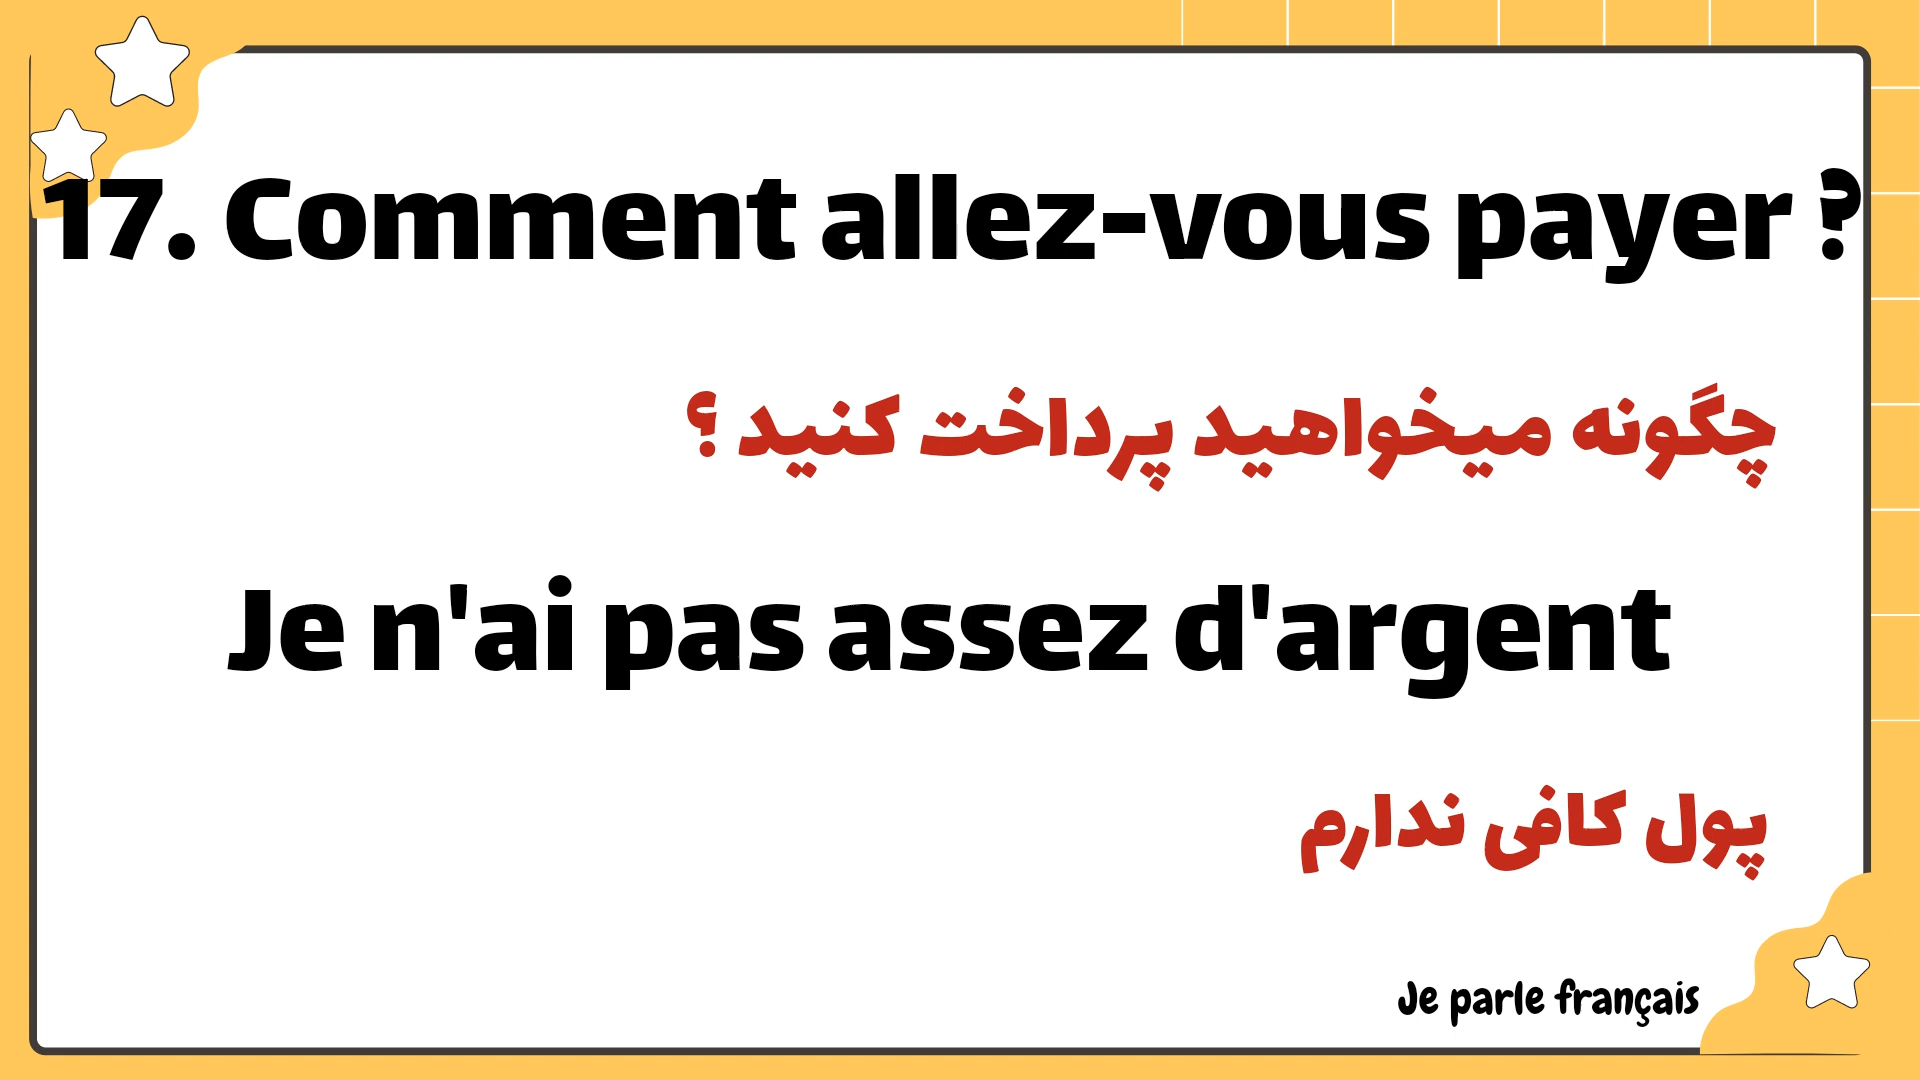 17. Comment allez-vous payer ?
چگونه میخواهید پرداخت کنید ؟
Je n'ai pas assez d'argent
پول کافی ندارم
Je parle français